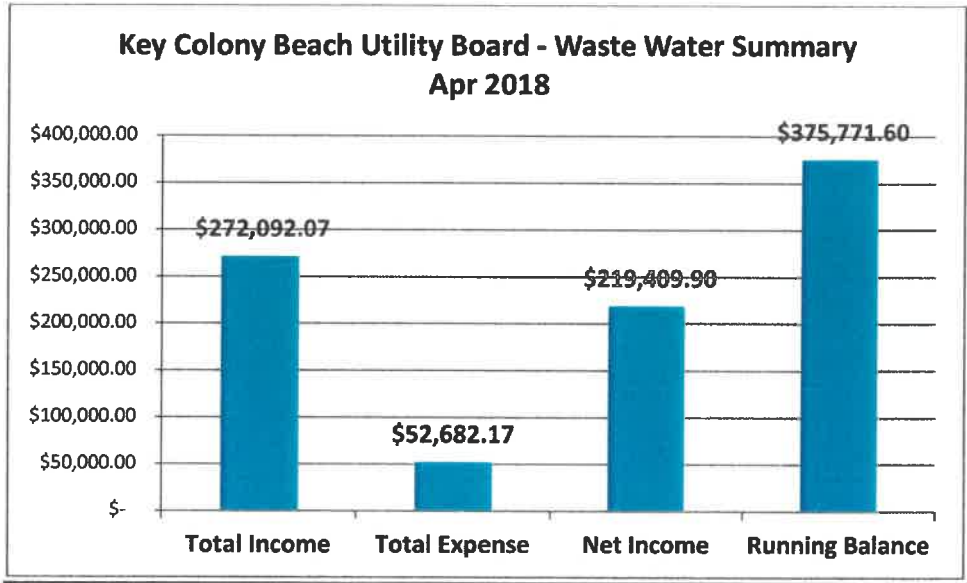 Key Colony Beach Utility Board - Waste Water Summary
Apr 2018
$400,000.00
$350,000.00
$300,000.00
$250,000.00
$200,000.00
$150,000.00
$100,000.00
$50,000.00
$-
$272,092.07
$52,682.17
$219,409.90
$375,771.60
Total Income
Total Expense
Net Income
Running Balance